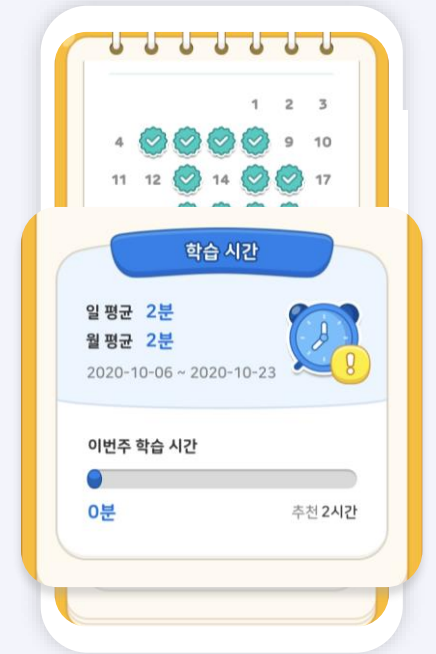 1 2 3
4 9 10
11 12 14 17
학습 시간
일 평균 2분
월 평균 2분
2020-10-06 ~ 2020-10-23
이번주 학습 시간
0분 추천 2시간